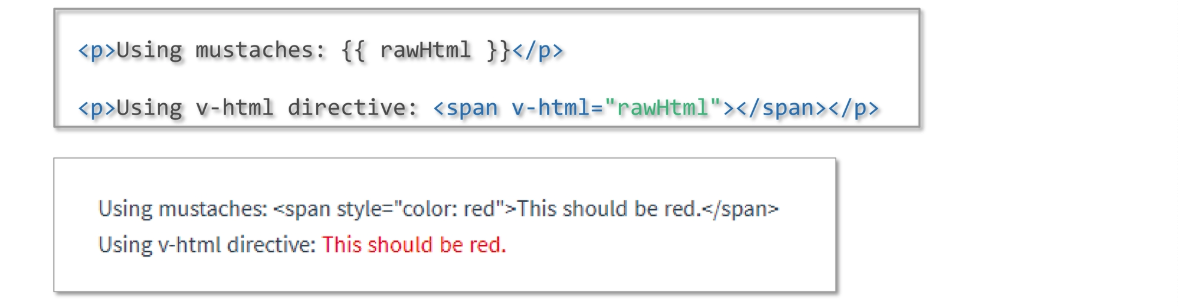 <p>Using mustaches: {{ rawHtml }}</p>
<p>Using v-html directive: <span v-html="rawHtml"></span></p>
Using mustaches: <span style="color: red">This should be red.</span>
Using v-html directive: This should be red.